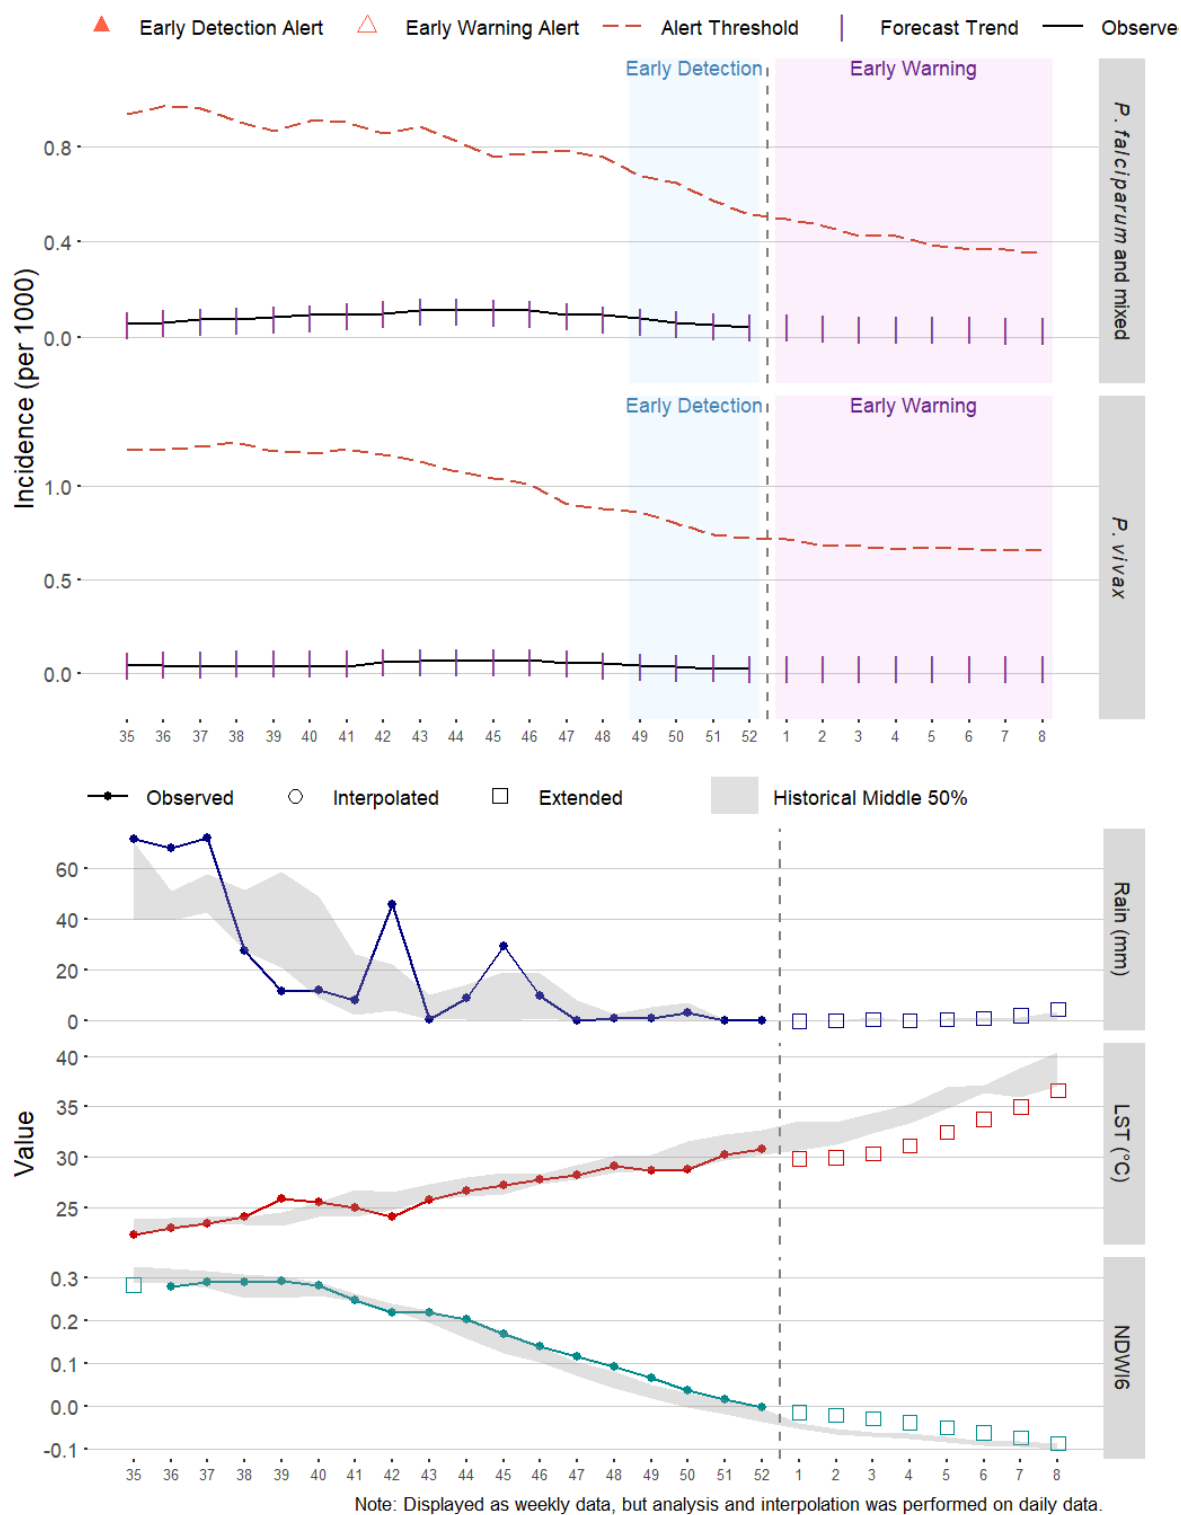 Early Detection Alert Early Warning Alert Alert Threshold Forecast Trend Observe
Early Detection Early Warning
0.8
0.4
0.0
P. falciparum and mixed
Early Detection Early Warning
1.0
0.5
0.0
P. vivax
Incidence (per 1000)
35 36 37 38 39 40 41 42 43 44 45 46 47 48 49 50 51 52 1 2 3 4 5 6 7 8
Observed Interpolated Extended Historical Middle 50%
60
40
20
0
Rain (mm)
40
35
30
25
LST (°C)
Value
0.3
0.2
0.1
0.0
-0.1
NDWI6
35 36 37 38 39 40 41 42 43 44 45 46 47 48 49 50 51 52 1 2 3 4 5 6 7 8
Note: Displayed as weekly data, but analysis and interpolation was performed on daily data.